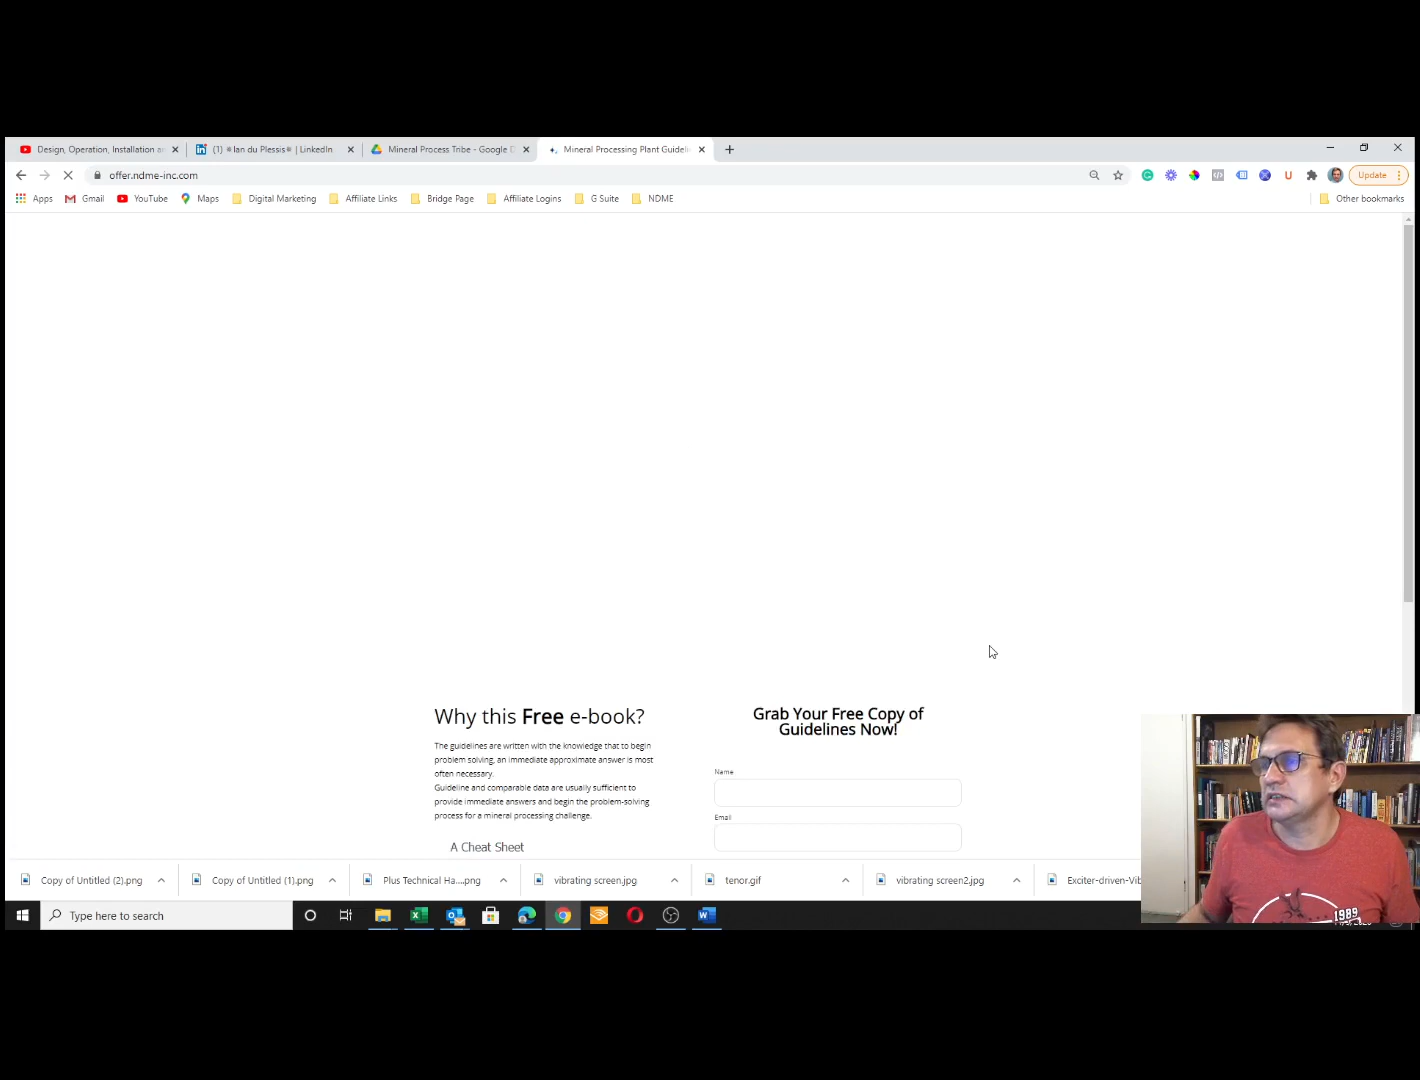 Design, Operation, Installation an
(1) ✵Ian du Plessis✵ | LinkedIn
Mineral Process Tribe - Google D
Mineral Processing Plant Guideli
offer.ndme-inc.com
Update
Apps
Gmail
YouTube
Maps
Digital Marketing
Affiliate Links
Bridge Page
Affiliate Logins
G Suite
NDME
Other bookmarks
Why this Free e-book?
The guidelines are written with the knowledge that to begin
problem solving, an immediate approximate answer is most
often necessary.
Guideline and comparable data are usually sufficient to
provide immediate answers and begin the problem-solving
process for a mineral processing challenge.
A Cheat Sheet
Grab Your Free Copy of
Guidelines Now!
Name
Email
Copy of Untitled (2).png
Copy of Untitled (1).png
Plus Technical Ha....png
vibrating screen.jpg
tenor.gif
vibrating screen2.jpg
Exciter-driven-Vib
Type here to search
1989